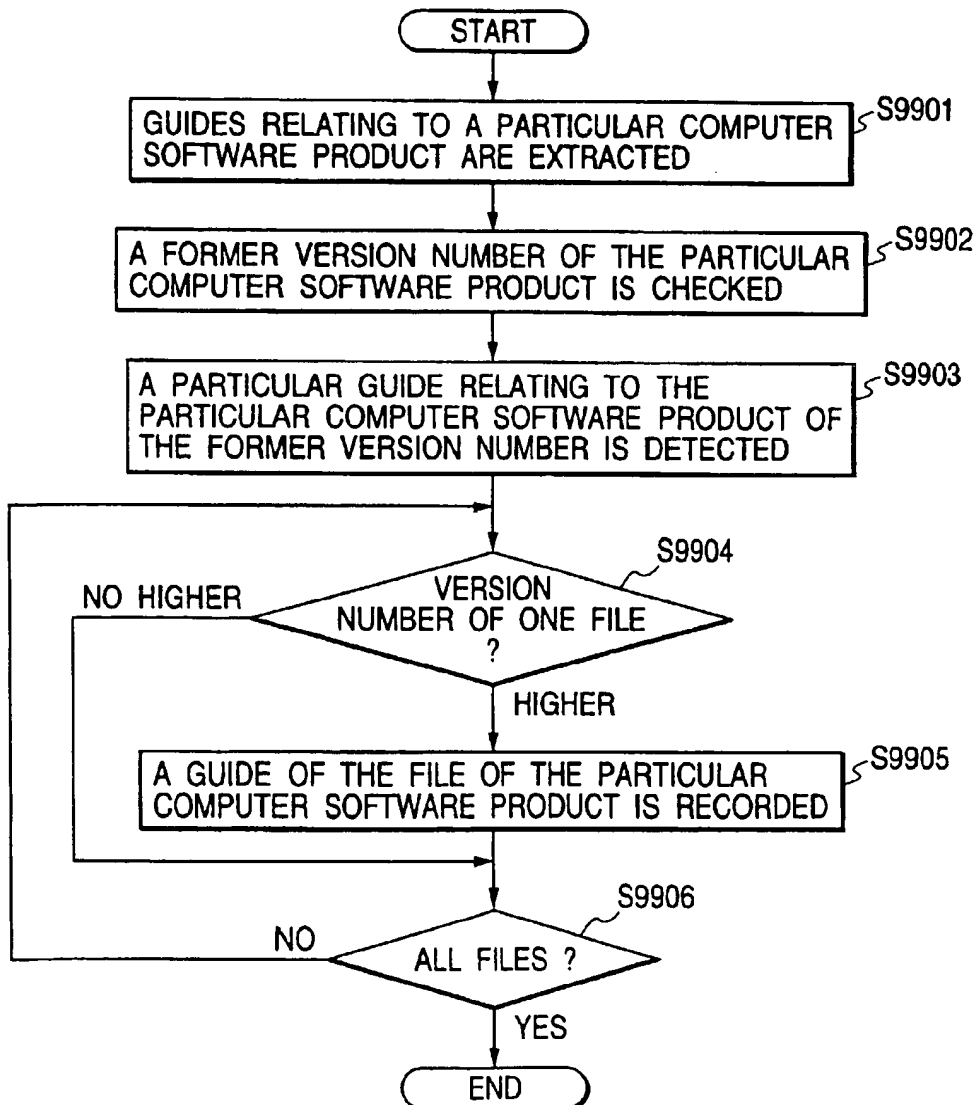 START
S9901
GUIDES RELATING TO A PARTICULAR COMPUTER
SOFTWARE PRODUCT ARE EXTRACTED
S9902
A FORMER VERSION NUMBER OF THE PARTICULAR
COMPUTER SOFTWARE PRODUCT IS CHECKED
S9903
A PARTICULAR GUIDE RELATING TO THE
PARTICULAR COMPUTER SOFTWARE PRODUCT OF
THE FORMER VERSION NUMBER IS DETECTED
S9904
NO HIGHER
VERSION
NUMBER OF ONE FILE
?
HIGHER
S9905
A GUIDE OF THE FILE OF THE PARTICULAR
COMPUTER SOFTWARE PRODUCT IS RECORDED
S9906
NO
ALL FILES ?
YES
END